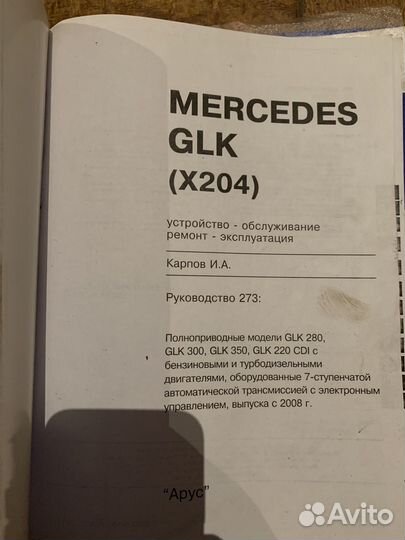 MERCEDES
GLK
(X204)
устройство - обслуживание
ремонт - эксплуатация
Карпов И.А.
Руководство 273:
Полноприводные модели GLK 280,
GLK 300, GLK 350, GLK 220 CDI с
бензиновыми и турбодизельными
двигателями, оборудованные 7-ступенчатой
автоматической трансмиссией с электронным
управлением, выпуска с 2008 г.
"Арус"
Avito